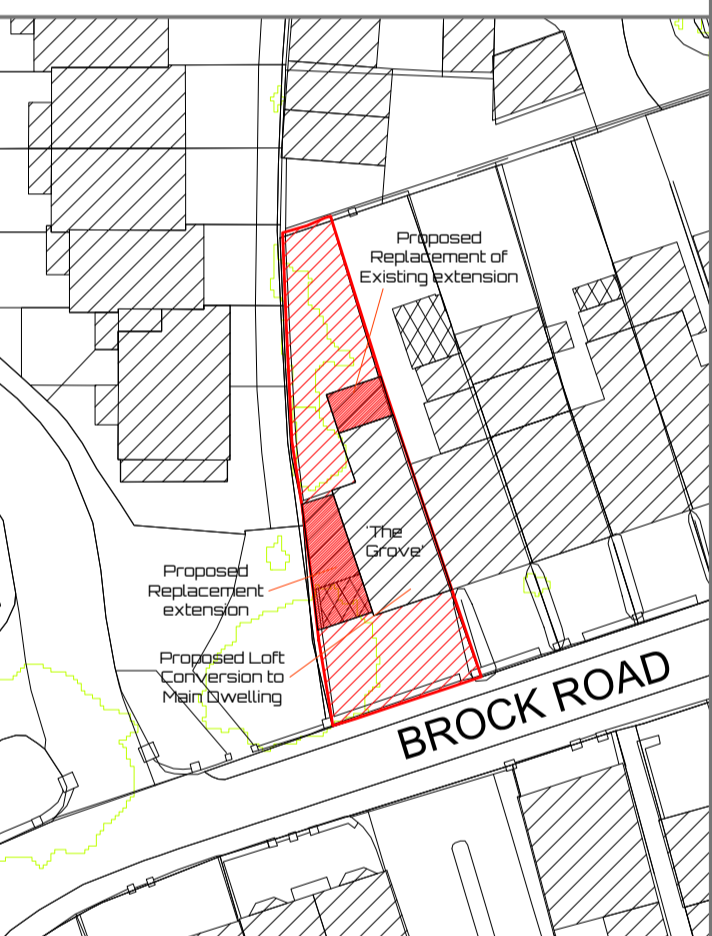 Proposed
Replacement of
Existing extension
'The
Grove'
Proposed
Replacement
extension
Proposed Loft
Conversion to
Main Dwelling
BROCK ROAD